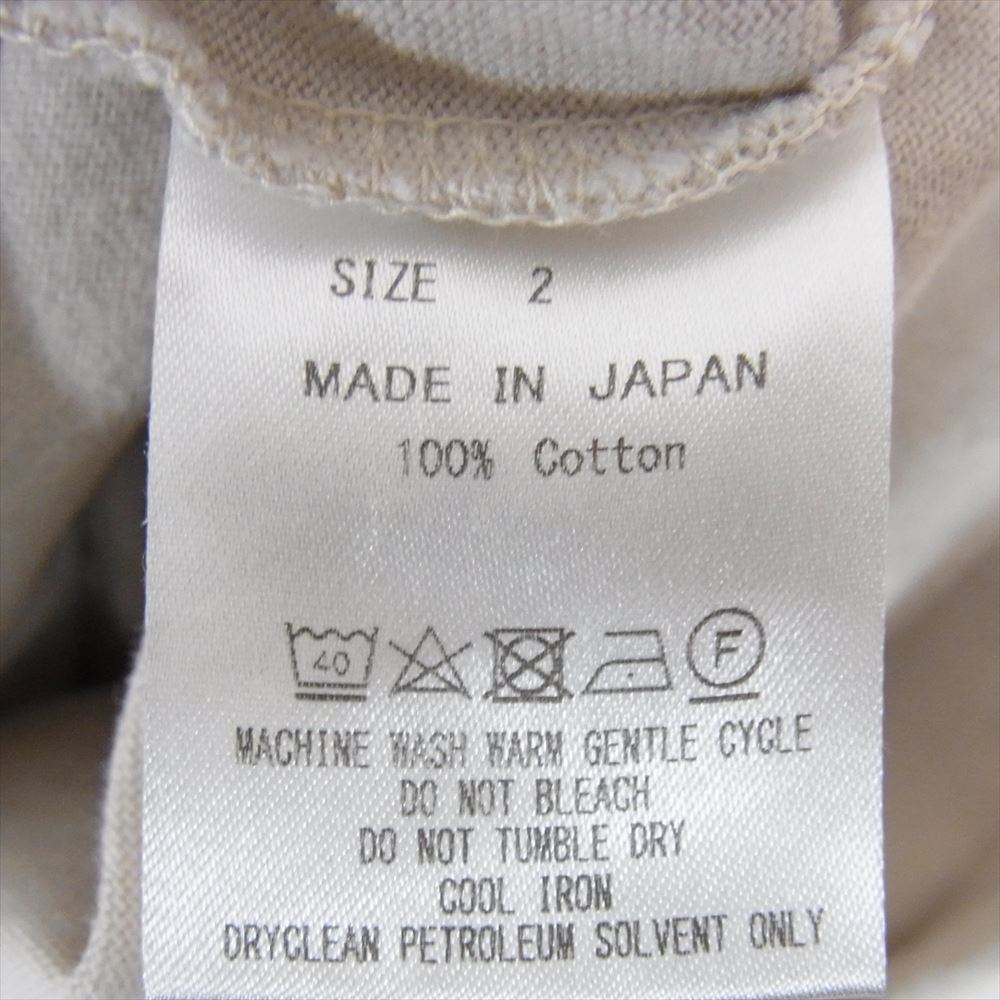 SIZE 2
MADE IN JAPAN
100% Cotton
40 F
MACHINE WASH WARM GENTLE CYCLE
DO NOT BLEACH
DO NOT TUMBLE DRY
COOL IRON
DRYCLEAN PETROLEUM SOLVENT ONLY